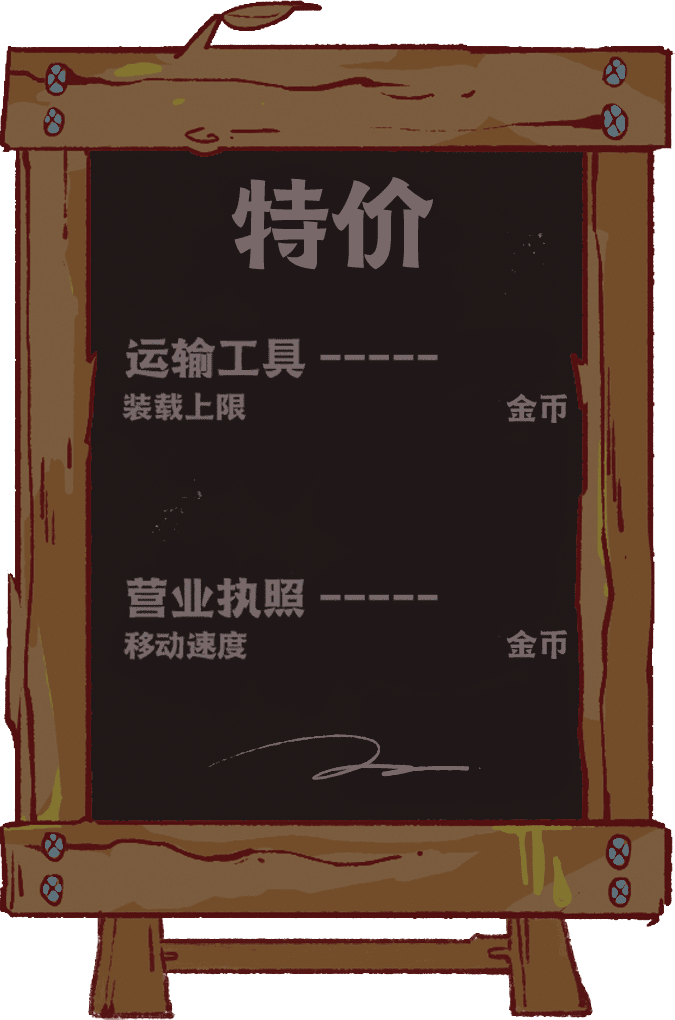 特价
运输工具 -----
装载上限 金币
营业执照 -----
移动速度 金币